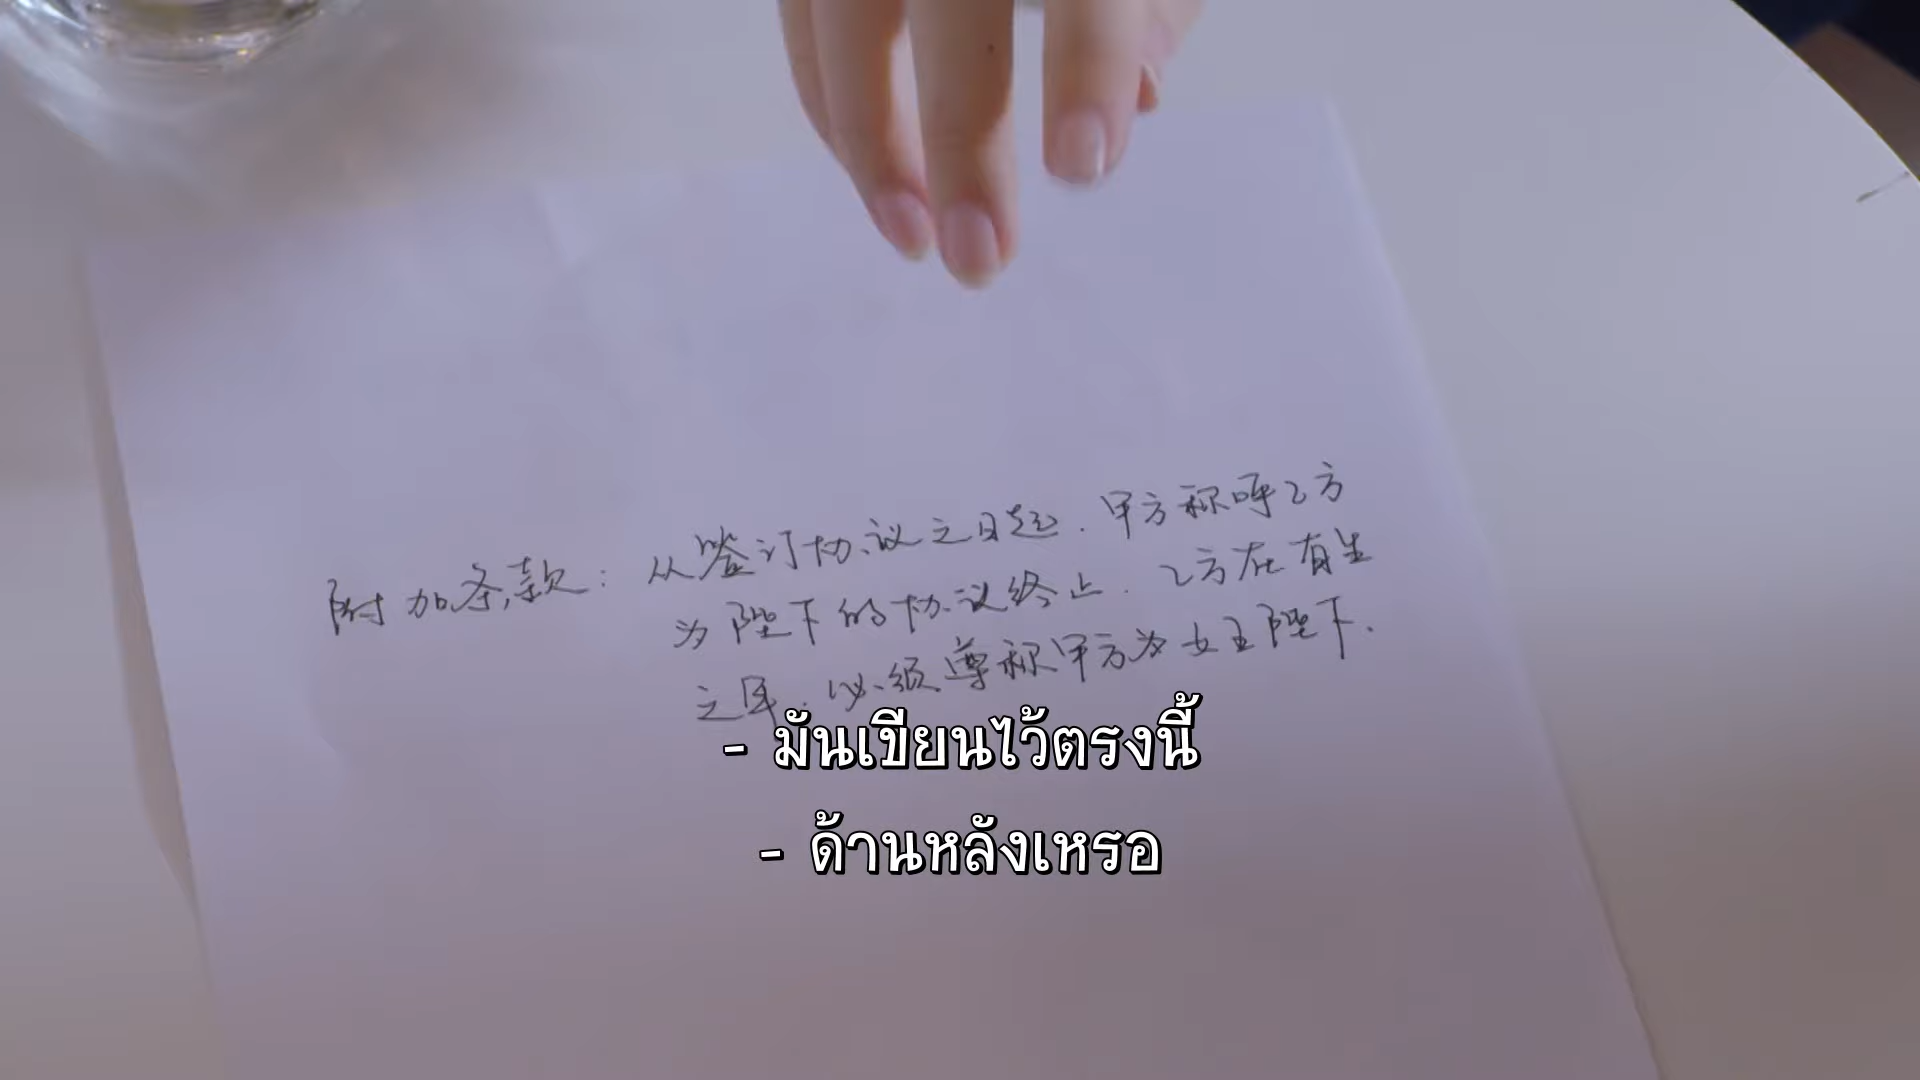 附加条款：从签订协议之日起.甲方称呼乙方
为陛下的协议终止.乙方在有生
之年.必须尊称甲方为女王陛下.
- มันเขียนไว้ตรงนี้
- ด้านหลังเหรอ